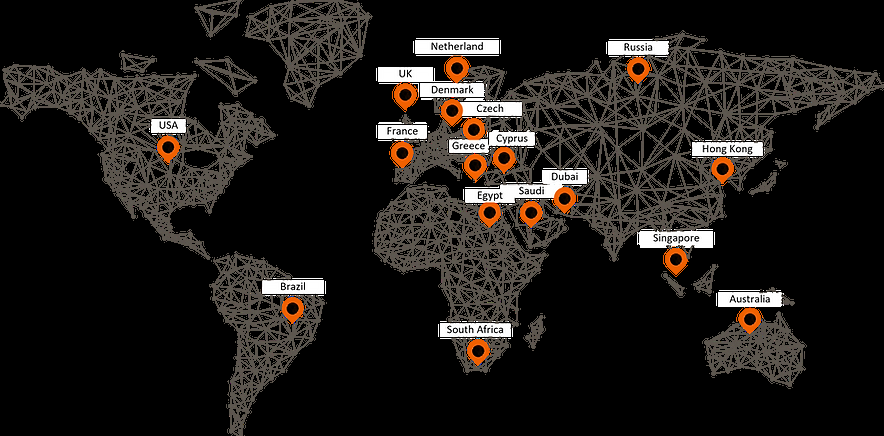 Netherland
Russia
UK
Denmark
Czech
USA
France
Cyprus
Greece
Hong Kong
Dubai
Saudi
Egypt
Singapore
Brazil
Australia
South Africa